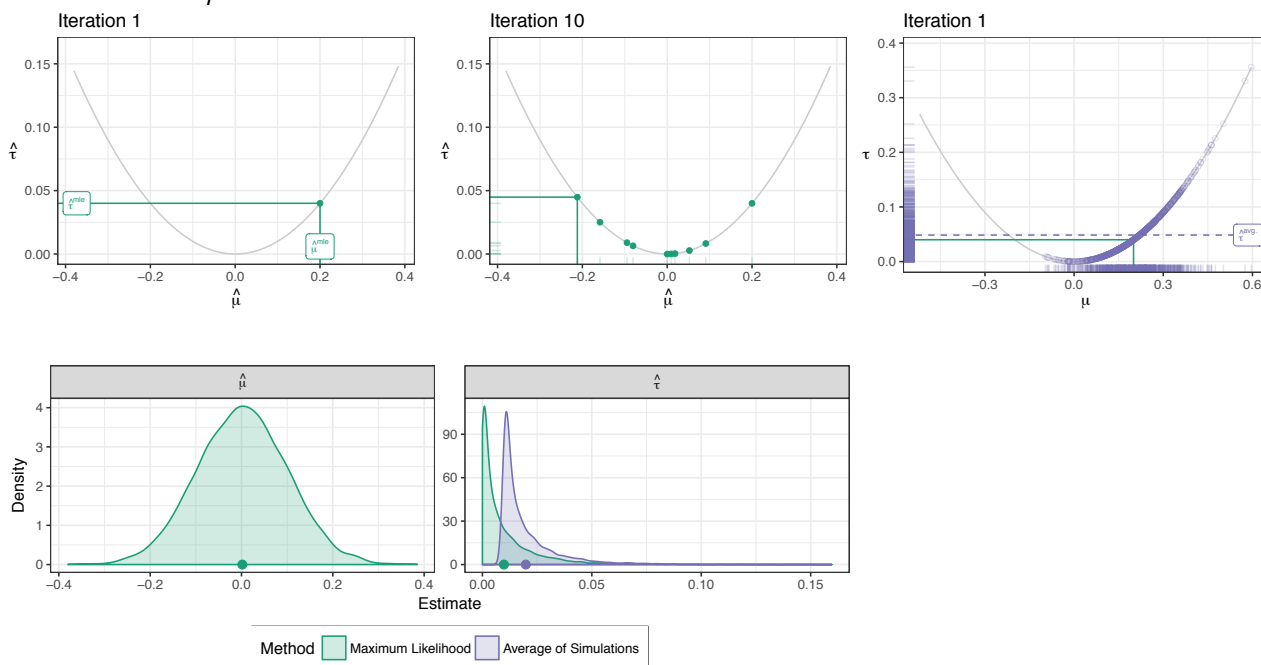 Iteration 1
0.15
0.10
0.05
0.00
τ̂
τ̂ mle
μ̂ mle
−0.4 −0.2 0.0 0.2 0.4
μ̂
Iteration 10
0.15
0.10
0.05
0.00
τ̂
−0.4 −0.2 0.0 0.2 0.4
μ̂
Iteration 1
0.4
0.3
0.2
0.1
0.0
τ
τ̂ avg.
−0.3 0.0 0.3 0.6
μ
μ̂
4
3
2
1
0
Density
−0.4 −0.2 0.0 0.2 0.4
τ̂
90
60
30
0
0.00 0.05 0.10 0.15
Estimate
Method Maximum Likelihood Average of Simulations